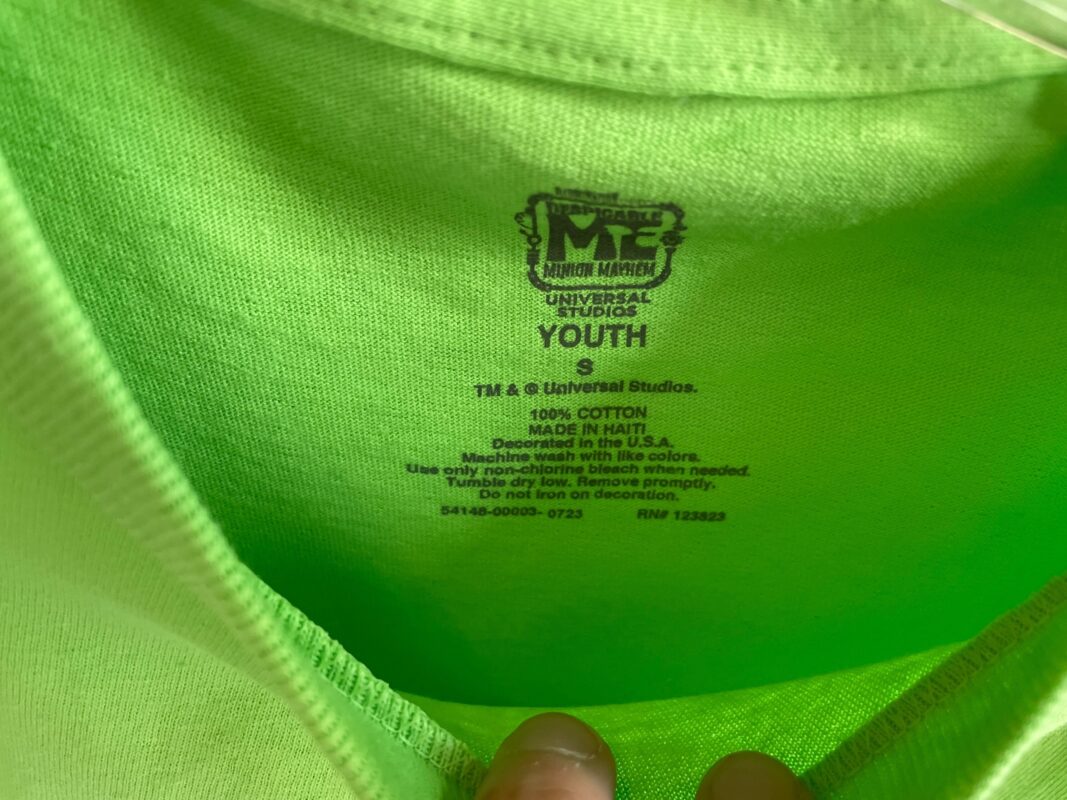 DESPICABLE
ME
MINION MAYHEM
UNIVERSAL
STUDIOS
YOUTH
S
TM & © Universal Studios.
100% COTTON
MADE IN HAITI
Decorated in the U.S.A.
Machine wash with like colors.
Use only non-chlorine bleach when needed.
Tumble dry low. Remove promptly.
Do not iron on decoration.
54148-00003- 0723 RN# 123823